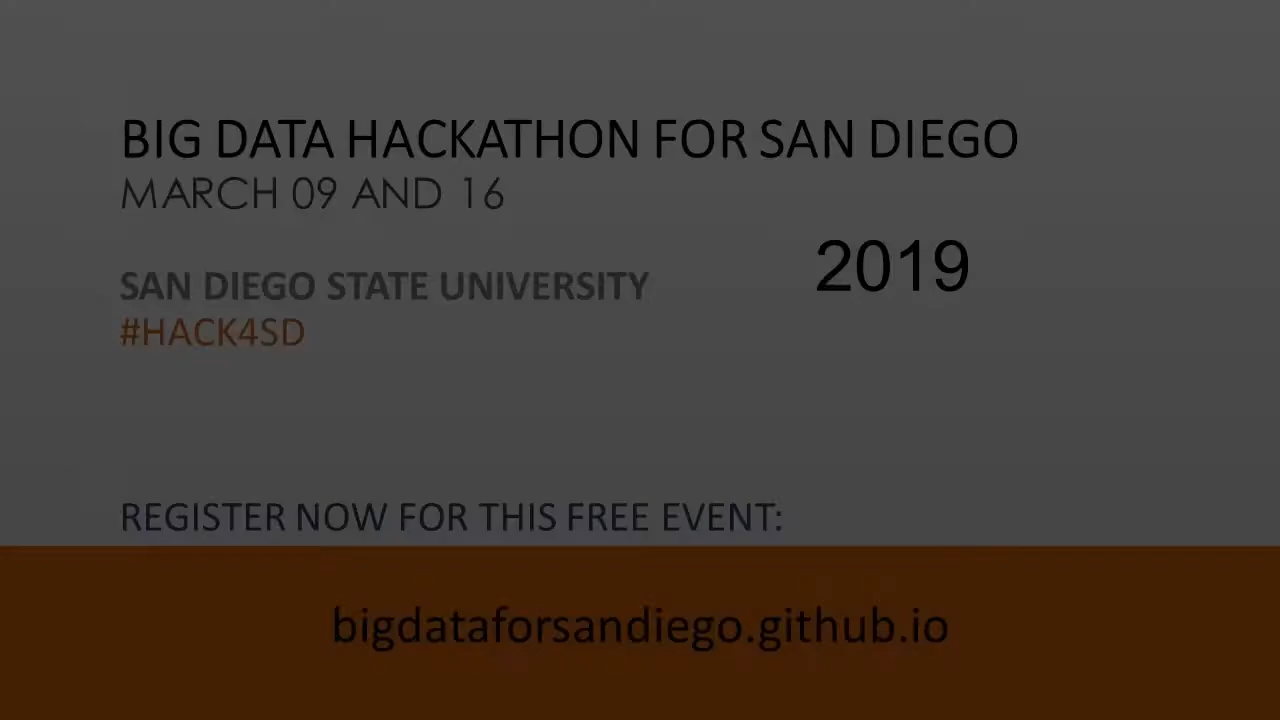 BIG DATA HACKATHON FOR SAN DIEGO
MARCH 09 AND 16
2019
SAN DIEGO STATE UNIVERSITY
#HACK4SD
REGISTER NOW FOR THIS FREE EVENT:
bigdataforsandiego.github.io